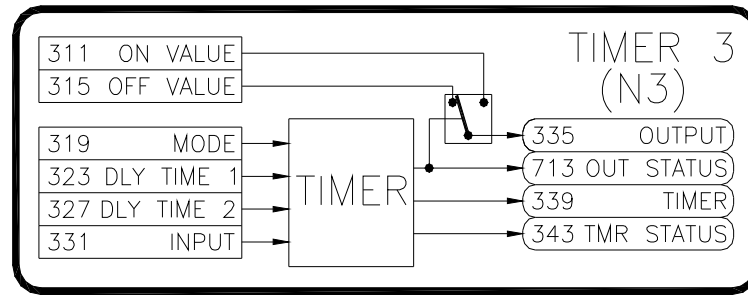 TIMER 3
(N3)
311 ON VALUE
315 OFF VALUE
319 MODE
323 DLY TIME 1
327 DLY TIME 2
331 INPUT
TIMER
335 OUTPUT
713 OUT STATUS
339 TIMER
343 TMR STATUS